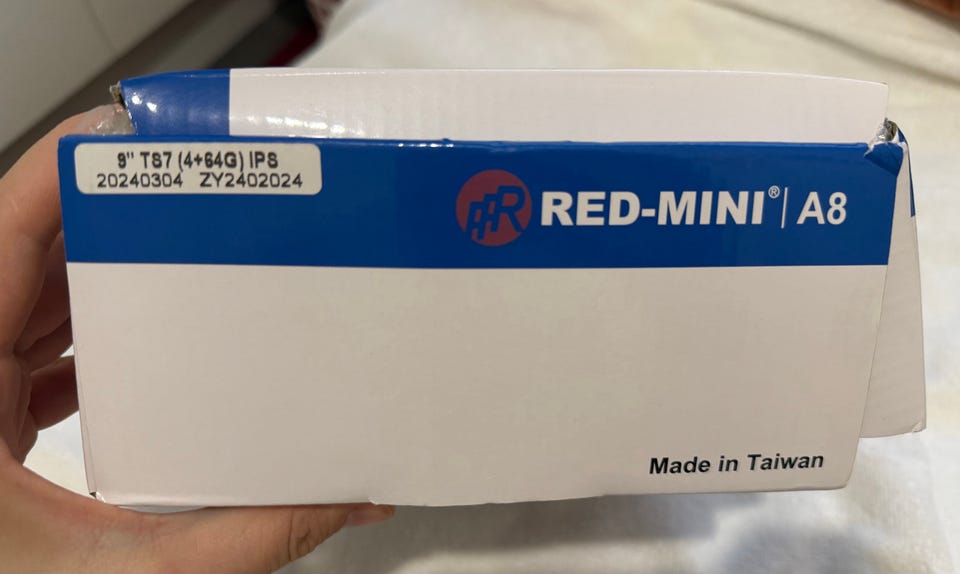 9" TS7 (4+64G) IPS
20240304 ZY2402024
RED-MINI® | A8
Made in Taiwan